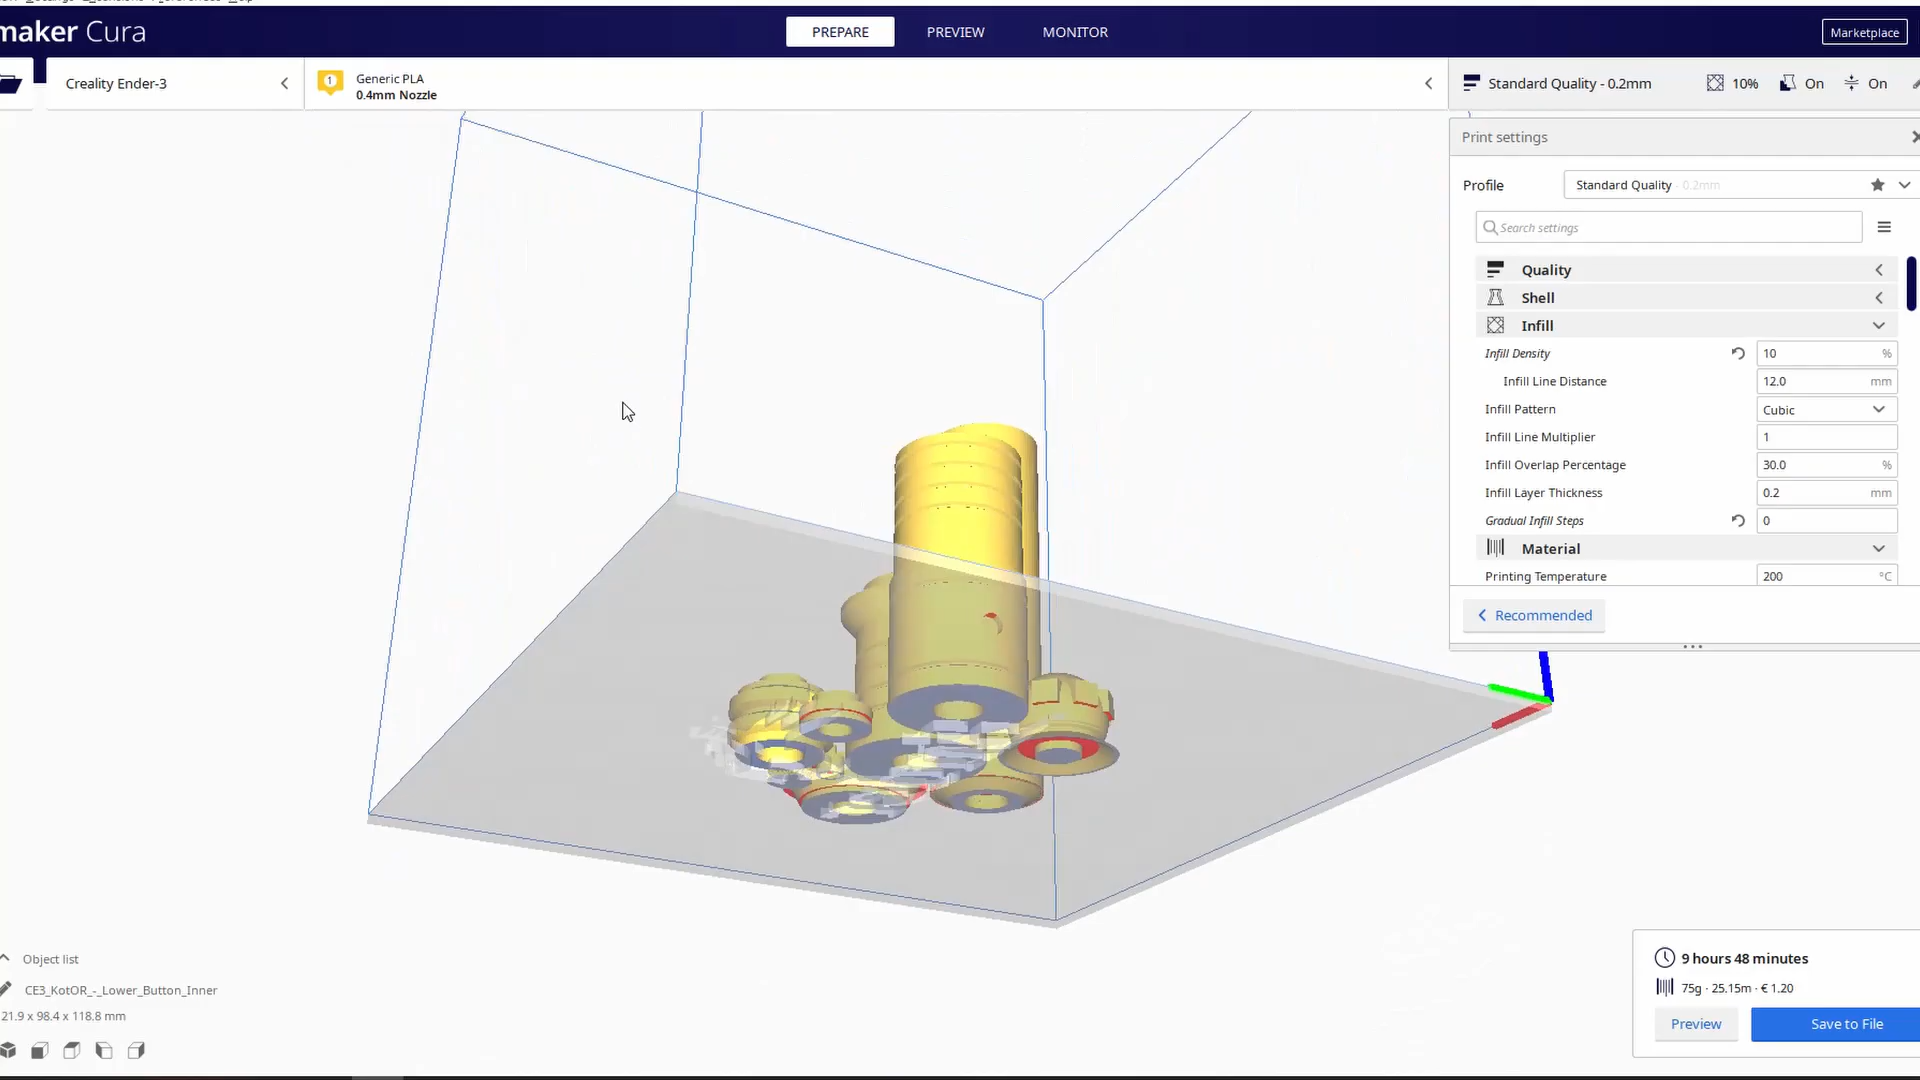 maker Cura
PREPARE
PREVIEW
MONITOR
Marketplace
Creality Ender-3
1
Generic PLA
0.4mm Nozzle
Standard Quality - 0.2mm
10%
On
On
Print settings
Profile
Standard Quality - 0.2mm
Search settings
Quality
Shell
Infill
Infill Density 10 %
Infill Line Distance 12.0 mm
Infill Pattern Cubic
Infill Line Multiplier 1
Infill Overlap Percentage 30.0 %
Infill Layer Thickness 0.2 mm
Gradual Infill Steps 0
Material
Printing Temperature 200 °C
Recommended
Object list
CE3_KotOR_-_Lower_Button_Inner
21.9 x 98.4 x 118.8 mm
9 hours 48 minutes
75g · 25.15m · € 1.20
Preview
Save to File